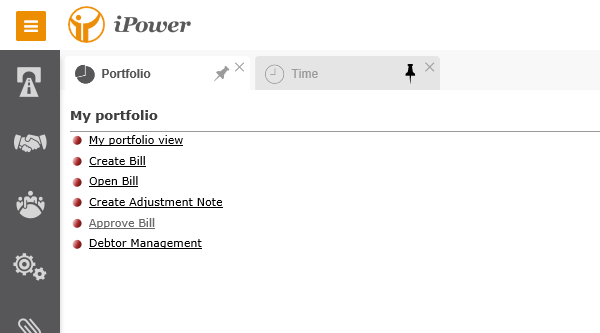 iPower
Portfolio
Time
My portfolio
My portfolio view
Create Bill
Open Bill
Create Adjustment Note
Approve Bill
Debtor Management